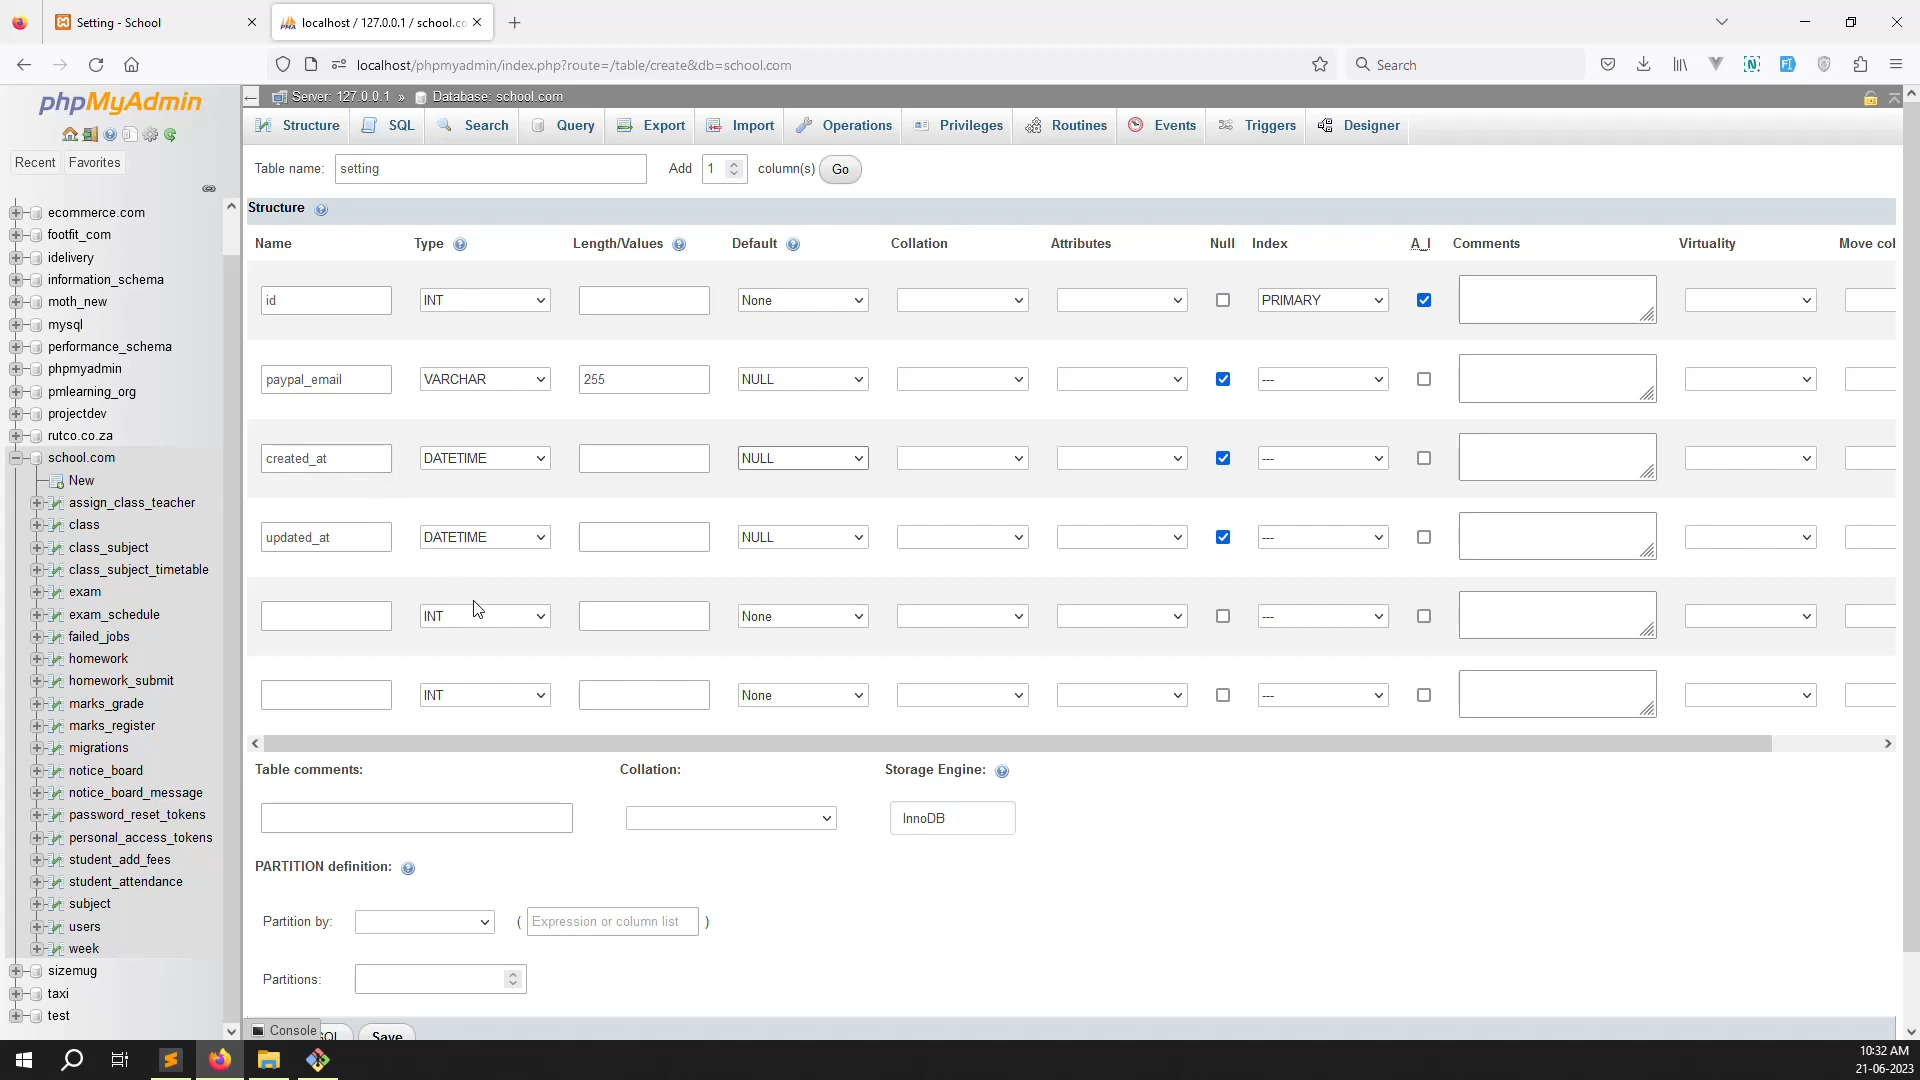 Setting - School
localhost / 127.0.0.1 / school.co
localhost/phpmyadmin/index.php?route=/table/create&db=school.com
Search
phpMyAdmin
Recent
Favorites
ecommerce.com
footfit_com
idelivery
information_schema
moth_new
mysql
performance_schema
phpmyadmin
pmlearning_org
projectdev
rutco.co.za
school.com
New
assign_class_teacher
class
class_subject
class_subject_timetable
exam
exam_schedule
failed_jobs
homework
homework_submit
marks_grade
marks_register
migrations
notice_board
notice_board_message
password_reset_tokens
personal_access_tokens
student_add_fees
student_attendance
subject
users
week
sizemug
taxi
test
Server: 127.0.0.1 » Database: school.com
Structure SQL Search Query Export Import Operations Privileges Routines Events Triggers Designer
Table name: setting Add 1 column(s) Go
Structure
Name Type Length/Values Default Collation Attributes Null Index A_I Comments Virtuality Move col
id INT None PRIMARY
paypal_email VARCHAR 255 NULL ---
created_at DATETIME NULL ---
updated_at DATETIME NULL ---
INT None ---
INT None ---
Table comments: Collation: Storage Engine:
InnoDB
PARTITION definition:
Partition by: ( Expression or column list )
Partitions:
Console SQL Save
10:32 AM
21-06-2023